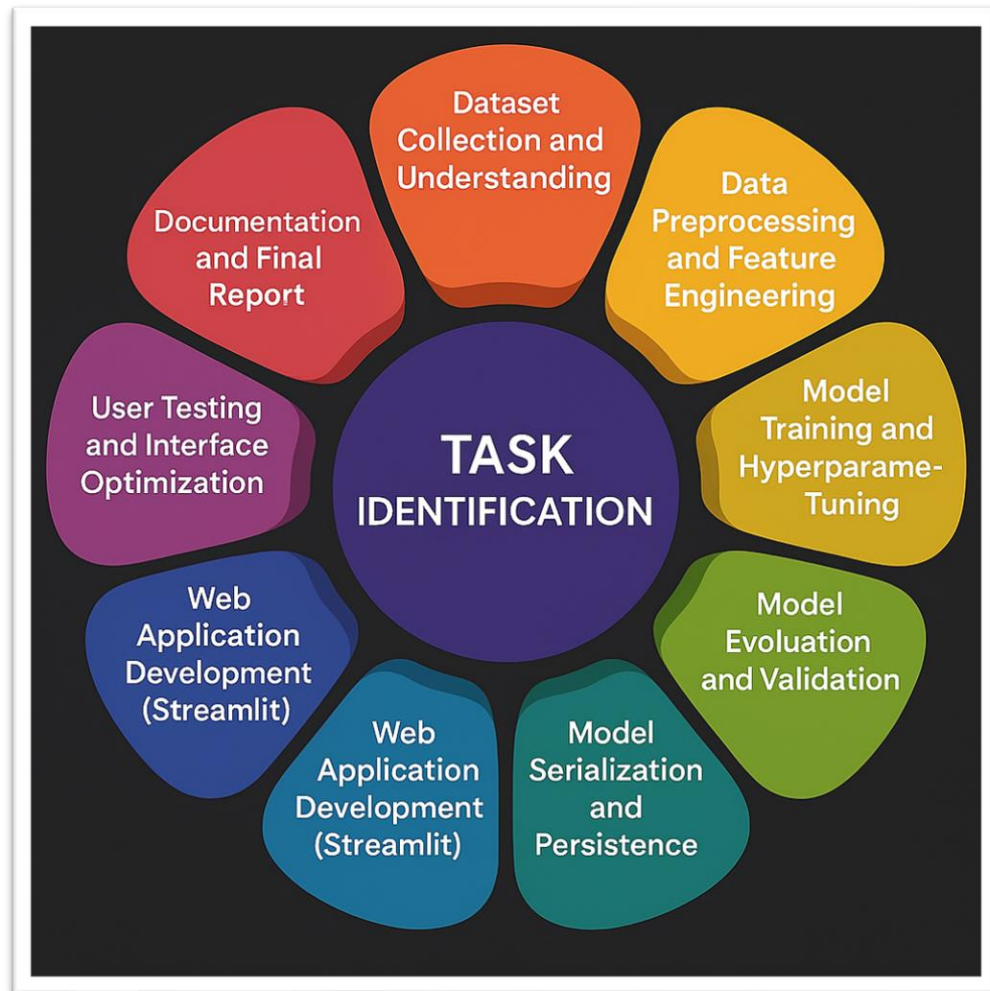 Dataset
Collection and
Understanding
Data
Preprocessing
and Feature
Engineering
Model
Training and
Hyperparame-
Tuning
Model
Evoluation
and Validation
Model
Serialization
and
Persistence
Web
Application
Development
(Streamlit)
Web
Application
Development
(Streamlit)
User Testing
and Interface
Optimization
Documentation
and Final
Report
TASK
IDENTIFICATION